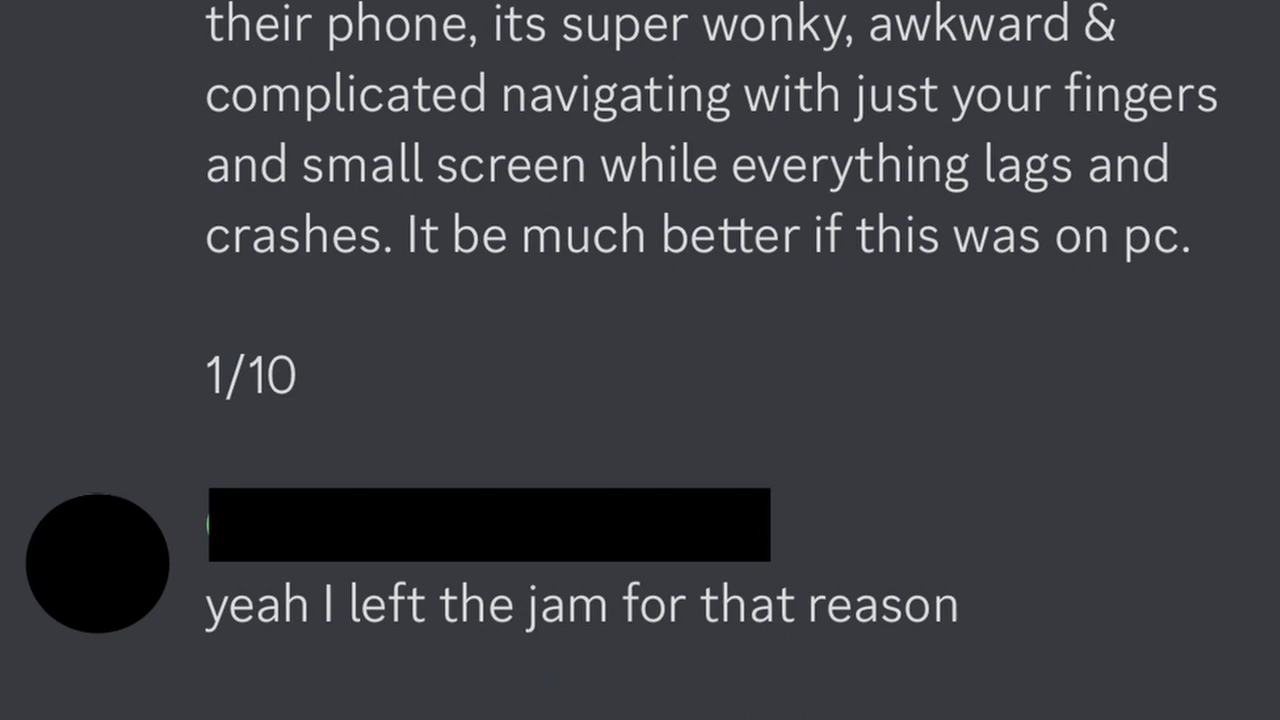 their phone, its super wonky, awkward &
complicated navigating with just your fingers
and small screen while everything lags and
crashes. It be much better if this was on pc.
1/10
yeah I left the jam for that reason